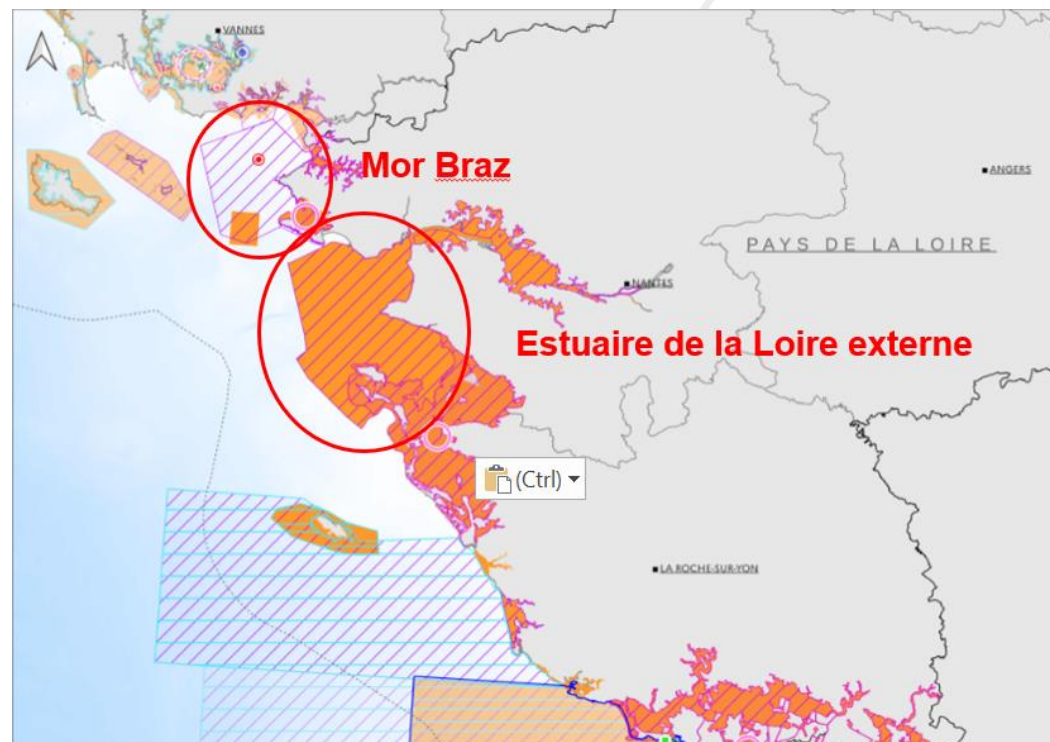 VANNES
Mor Braz
ANGERS
PAYS DE LA LOIRE
NANTES
Estuaire de la Loire externe
(Ctrl)
LA ROCHE-SUR-YON